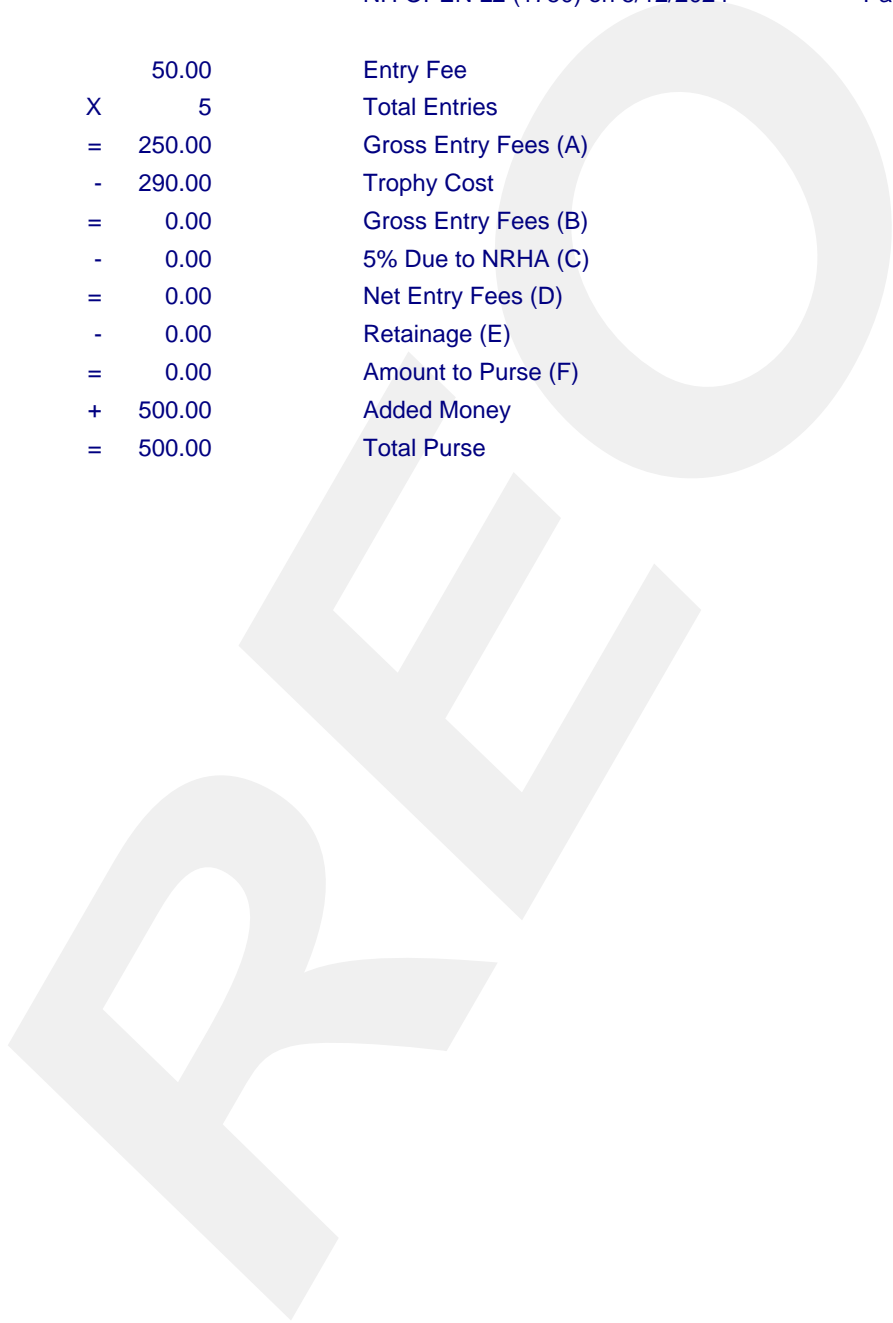 50.00 Entry Fee
X 5 Total Entries
= 250.00 Gross Entry Fees (A)
- 290.00 Trophy Cost
= 0.00 Gross Entry Fees (B)
- 0.00 5% Due to NRHA (C)
= 0.00 Net Entry Fees (D)
- 0.00 Retainage (E)
= 0.00 Amount to Purse (F)
+ 500.00 Added Money
= 500.00 Total Purse
REO